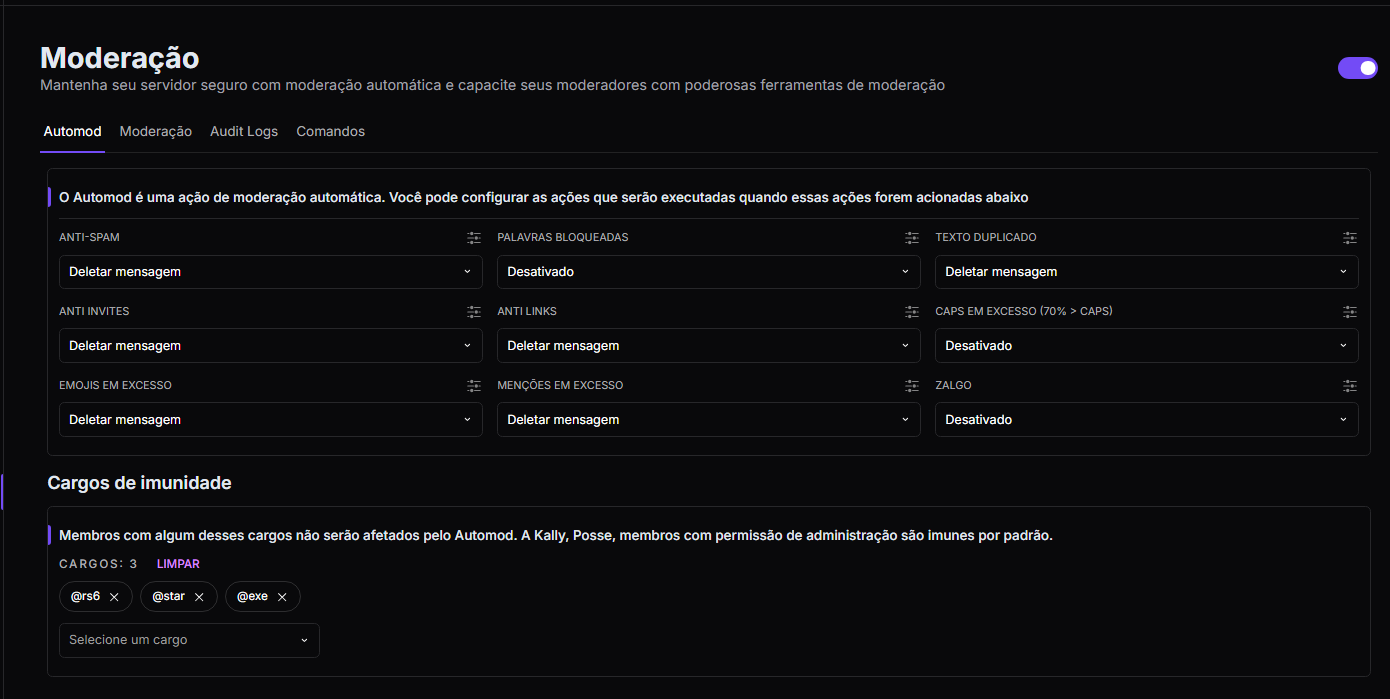 Moderação
Mantenha seu servidor seguro com moderação automática e capacite seus moderadores com poderosas ferramentas de moderação
Automod Moderação Audit Logs Comandos
O Automod é uma ação de moderação automática. Você pode configurar as ações que serão executadas quando essas ações forem acionadas abaixo
ANTI-SPAM PALAVRAS BLOQUEADAS TEXTO DUPLICADO
Deletar mensagem Desativado Deletar mensagem
ANTI INVITES ANTI LINKS CAPS EM EXCESSO (70% > CAPS)
Deletar mensagem Deletar mensagem Desativado
EMOJIS EM EXCESSO MENÇÕES EM EXCESSO ZALGO
Deletar mensagem Deletar mensagem Desativado
Cargos de imunidade
Membros com algum desses cargos não serão afetados pelo Automod. A Kally, Posse, membros com permissão de administração são imunes por padrão.
CARGOS: 3 LIMPAR
@rs6 @star @exe
Selecione um cargo